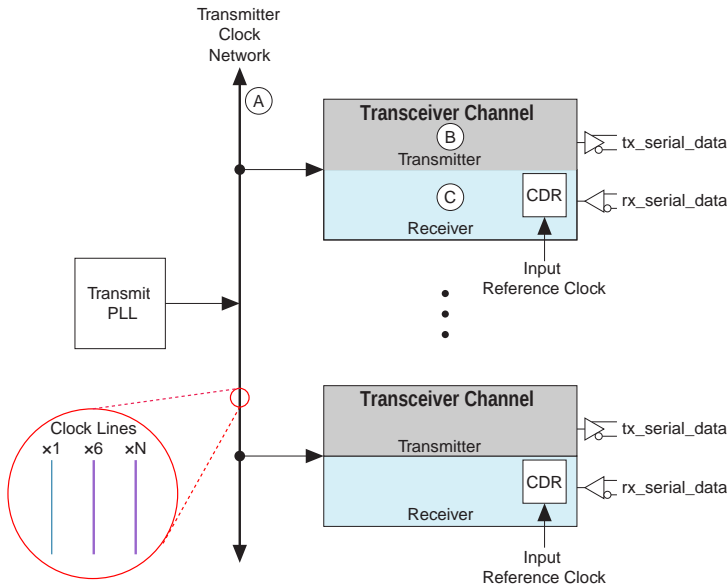 Transmitter
Clock
Network
A
Transceiver Channel
B
Transmitter
tx_serial_data
C
CDR
rx_serial_data
Receiver
Input
Reference Clock
Transmit
PLL
Transceiver Channel
Clock Lines
×1 ×6 ×N
Transmitter
tx_serial_data
CDR
rx_serial_data
Receiver
Input
Reference Clock